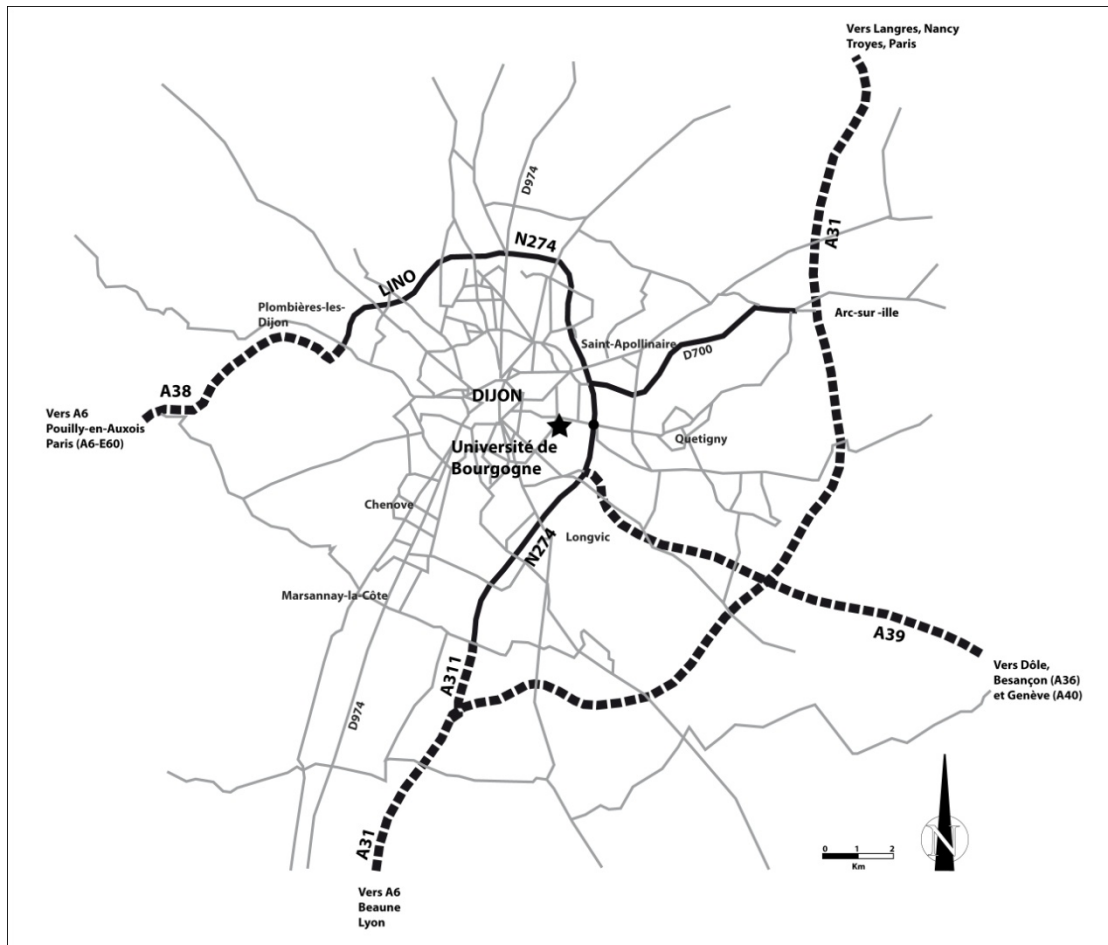 Vers Langres, Nancy
Troyes, Paris
D974
N274
A31
LINO
Plombières-les-
Dijon
Saint-Apollinaire
D700
Arc-sur -ille
A38
DIJON
Vers A6
Pouilly-en-Auxois
Paris (A6-E60)
Université de
Bourgogne
Quetigny
Chenove
Longvic
N274
Marsannay-la-Côte
A39
A311
Vers Dôle,
Besançon (A36)
et Genève (A40)
D974
A31
0 1 2
Km
N
Vers A6
Beaune
Lyon